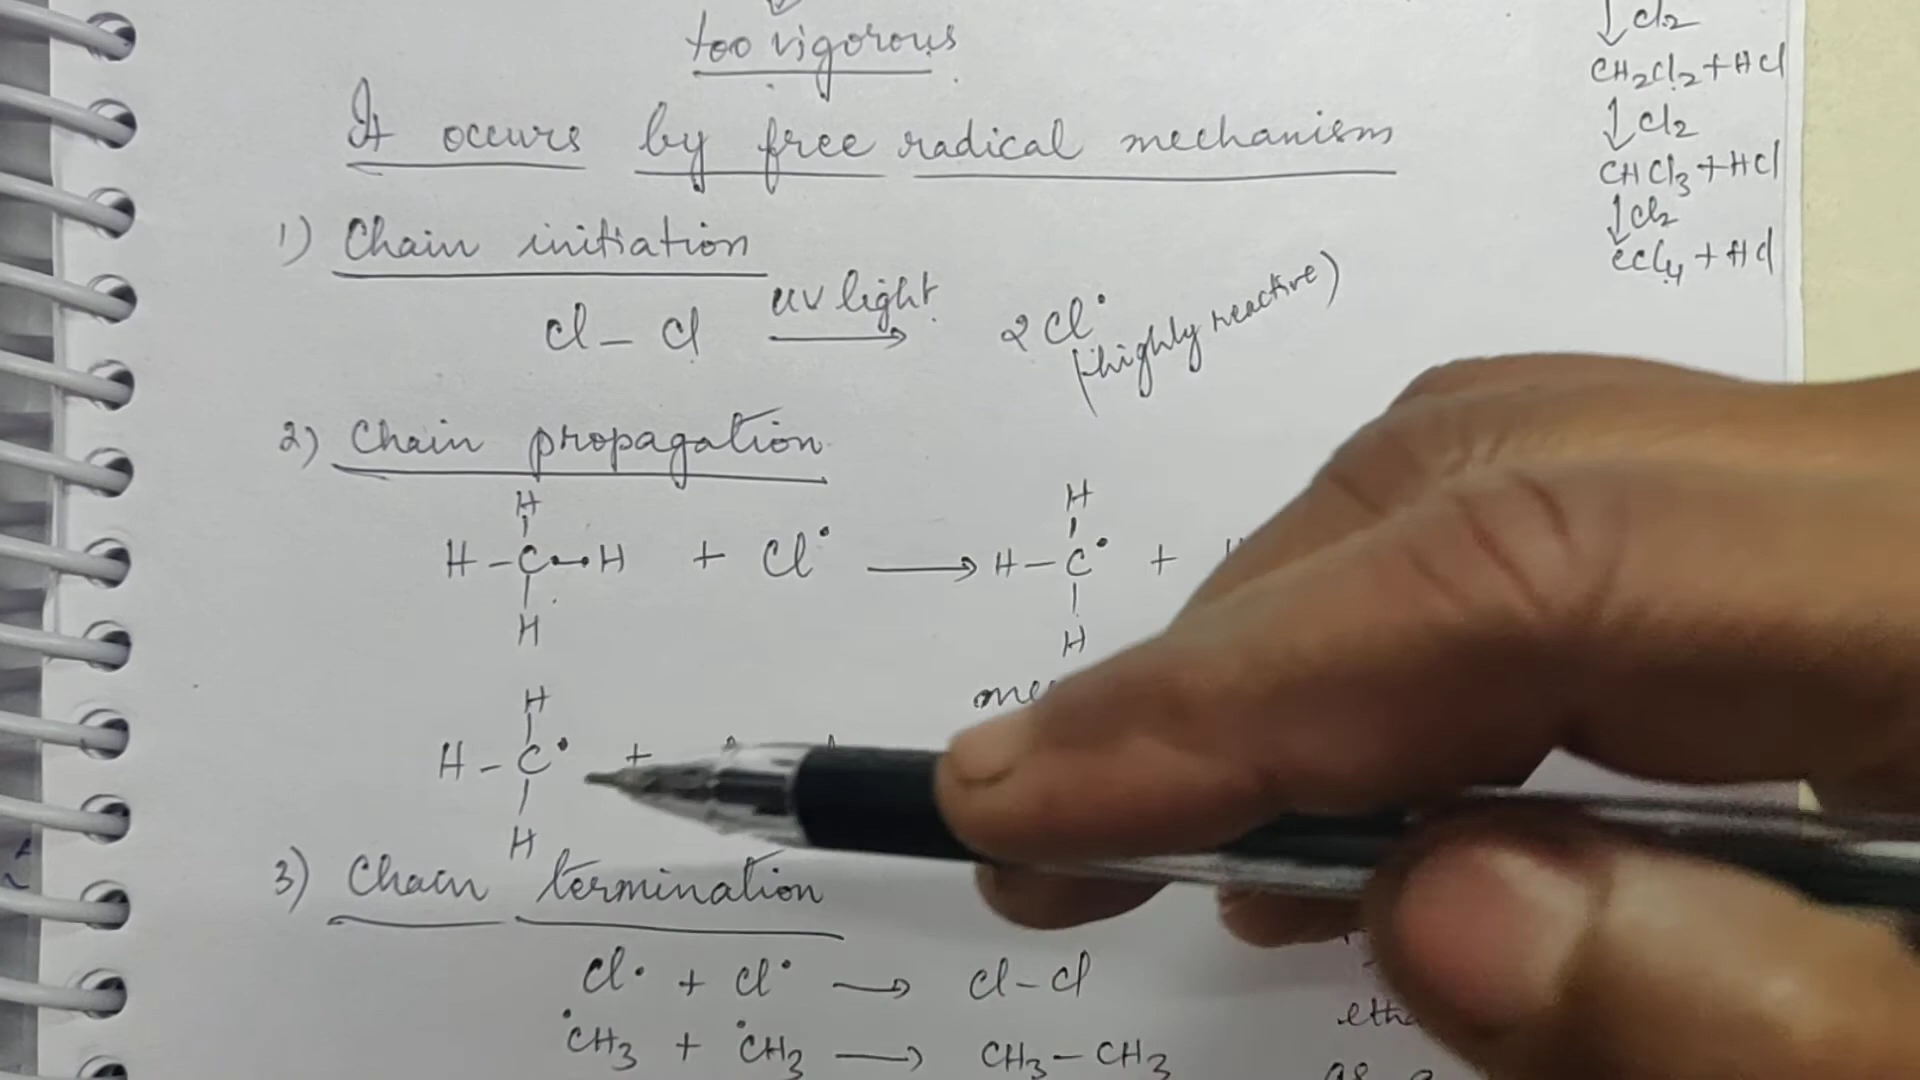 too vigorous
It occurs by free radical mechanism
1) Chain initiation
Cl – Cl uv light → 2Cl•
(highly reactive)
2) Chain propagation
H
H – C – H + Cl• → H – C• +
H
H
H
H
H – C• +
H
3) Chain termination
Cl• + Cl• → Cl – Cl
•CH3 + •CH3 → CH3 – CH3
↓ Cl2
CH2Cl2 + HCl
↓ Cl2
CHCl3 + HCl
↓ Cl2
CCl4 + HCl